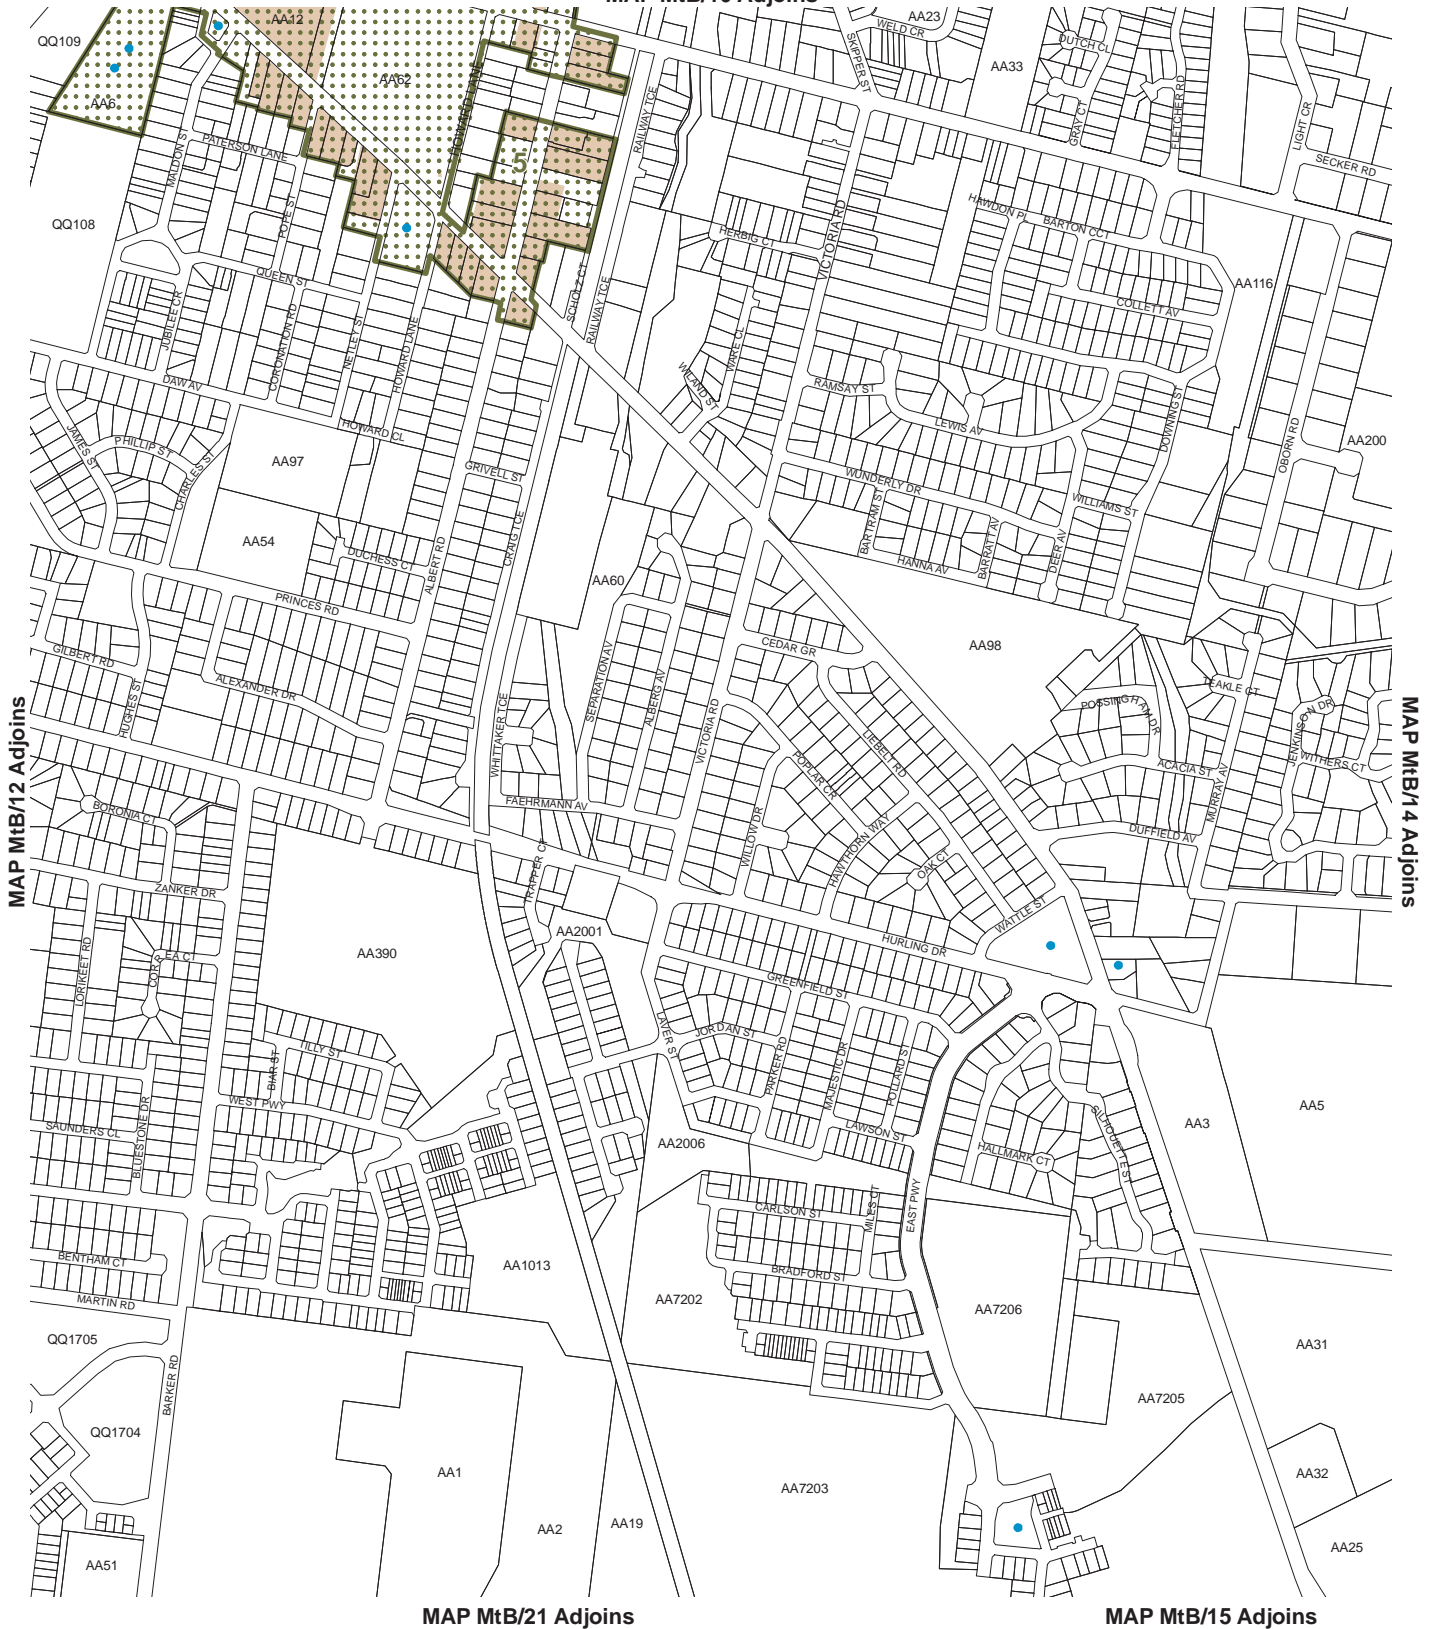 AA12
AA23
WELD CR
SKIPPER ST
DUTCH CL
QQ109
AA33
AA62
HOWARD LANE
AA6
FLETCHER RD
LIGHT CR
GRAY CT
RAILWAY TCE
PATERSON LANE
MALDON S
5
SECKER RD
POPE ST
QQ108
HAWDON PL
BARTON CCT
HERBIG CT
VICTORIA RD
QUEEN ST
AA116
SCHOLZ CT
RAILWAY TCE
COLLETT AV
JUBILEE CR
CORONATION RD
NETLEY ST
HOWARD LANE
WARE CL
WILAND ST
DAW AV
RAMSAY ST
DOWNING ST
LEWIS AV
HOWARD CL
JAMES ST
PHILLIP ST
OBORN RD
AA200
CHARLES ST
AA97
GRIVELL ST
WUNDERLY DR
WILLIAMS ST
BARTRAM ST
BARRATT AV
AA54
CRAIG TCE
DUCHESS CT
ALBERT RD
DEER AV
HANNA AV
AA60
PRINCES RD
CEDAR GR
AA98
GILBERT RD
SEPARATION AV
ALEXANDER DR
ALBERG AV
TEAKLE CT
HUGHES ST
POSSINGHAM DR
WHITTAKER TCE
VICTORIA RD
JENKINSON DR
LIEBELT RD
POPLAR CR
WITHERS CT
ACACIA ST
MURRAY AV
MAP MtB/12 Adjoins
MAP MtB/14 Adjoins
BORONIA CT
FAEHRMANN AV
WILLOW DR
DUFFIELD AV
HAWTHORN WAY
TRAPPER CT
OAK CT
ZANKER DR
WATTLE ST
AA2001
HURLING DR
AA390
LORIKEET RD
CORREA CT
GREENFIELD ST
LAVER ST
JORDAN ST
TILLY ST
BIAR ST
PARKER RD
MAJESTIC DR
POLLARD ST
WEST PWY
AA5
SAUNDERS CL
BLUESTONE DR
AA3
LAWSON ST
SILHOUETTE ST
AA2006
HALLMARK CT
CARLSON ST
MILES CT
EAST PWY
BENTHAM CT
AA1013
BRADFORD ST
MARTIN RD
AA7202
AA7206
QQ1705
AA31
BARKER RD
AA7205
QQ1704
AA1
AA32
AA7203
AA2
AA19
AA25
AA51
MAP MtB/21 Adjoins
MAP MtB/15 Adjoins